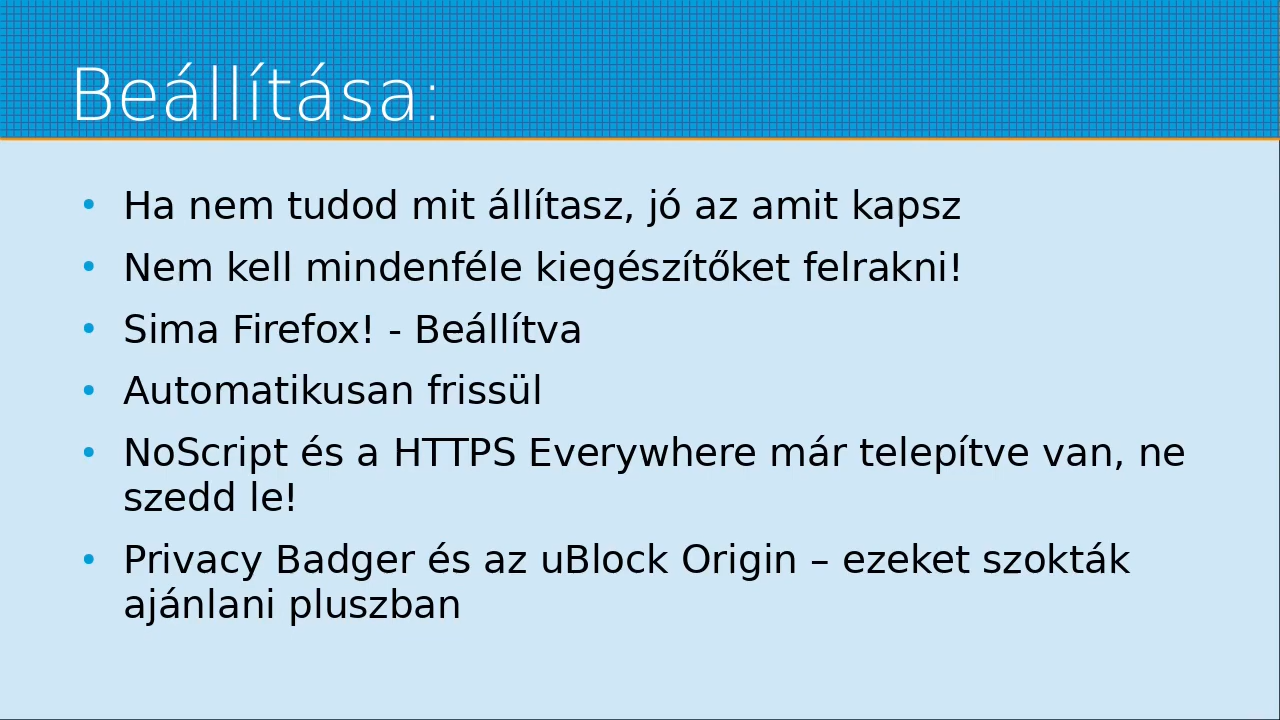 Beállítása:
• Ha nem tudod mit állítasz, jó az amit kapsz
• Nem kell mindenféle kiegészítőket felrakni!
• Sima Firefox! - Beállítva
• Automatikusan frissül
• NoScript és a HTTPS Everywhere már telepítve van, ne
szedd le!
• Privacy Badger és az uBlock Origin – ezeket szokták
ajánlani pluszban